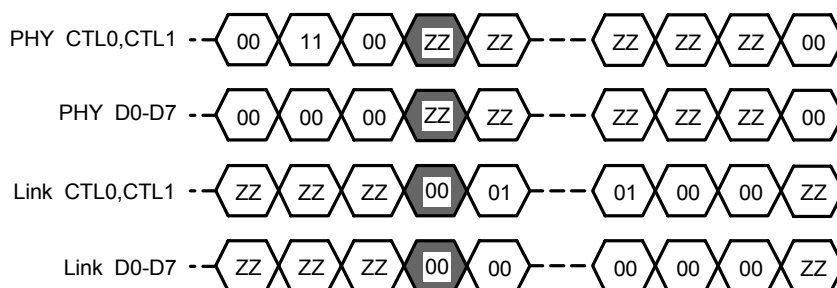 PHY CTL0,CTL1 00 11 00 ZZ ZZ ZZ ZZ ZZ 00
PHY D0-D7 00 00 00 ZZ ZZ ZZ ZZ ZZ 00
Link CTL0,CTL1 ZZ ZZ ZZ 00 01 01 00 00 ZZ
Link D0-D7 ZZ ZZ ZZ 00 00 00 00 00 ZZ